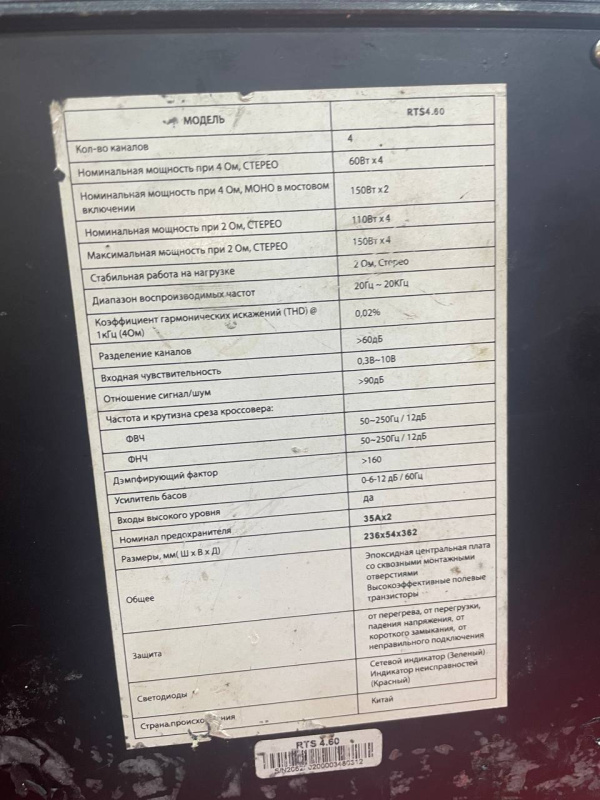 МОДЕЛЬ RTS4.60
Кол-во каналов 4
Номинальная мощность при 4 Ом, СТЕРЕО 60Вт x4
Номинальная мощность при 4 Ом, МОНО в мостовом
включении 150Вт x2
Номинальная мощность при 2 Ом, СТЕРЕО 110Вт x4
Максимальная мощность при 2 Ом, СТЕРЕО 150Вт x4
Стабильная работа на нагрузке 2 Ом, Стерео
Диапазон воспроизводимых частот 20Гц ~ 20КГц
Коэффициент гармонических искажений (THD) @
1кГц (4Ом) 0,02%
Разделение каналов >60дБ
Входная чувствительность 0,3В~10В
Отношение сигнал/шум >90дБ
Частота и крутизна среза кроссовера:
ФВЧ 50~250Гц / 12дБ
ФНЧ 50~250Гц / 12дБ
Дэмпфирующий фактор >160
Усилитель басов 0-6-12 дБ / 60Гц
Входы высокого уровня да
Номинал предохранителя 35Аx2
Размеры, мм( Ш x В x Д) 236x54x362
Общее Эпоксидная центральная плата
со сквозными монтажными
отверстиями
Высокоэффективные полевые
транзисторы
Защита от перегрева, от перегрузки,
падения напряжения, от
короткого замыкания, от
неправильного подключения
Светодиоды Сетевой индикатор (Зеленый)
Индикатор неисправностей
(Красный)
Страна Китай
RTS 4.60